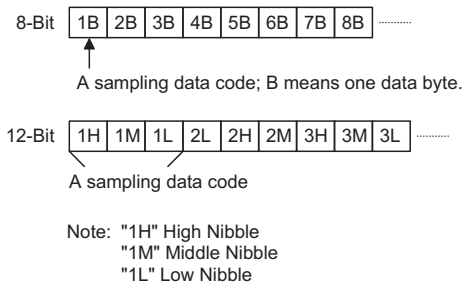 8-Bit 1B 2B 3B 4B 5B 6B 7B 8B
A sampling data code; B means one data byte.
12-Bit 1H 1M 1L 2L 2H 2M 3H 3M 3L
A sampling data code
Note: "1H" High Nibble
"1M" Middle Nibble
"1L" Low Nibble